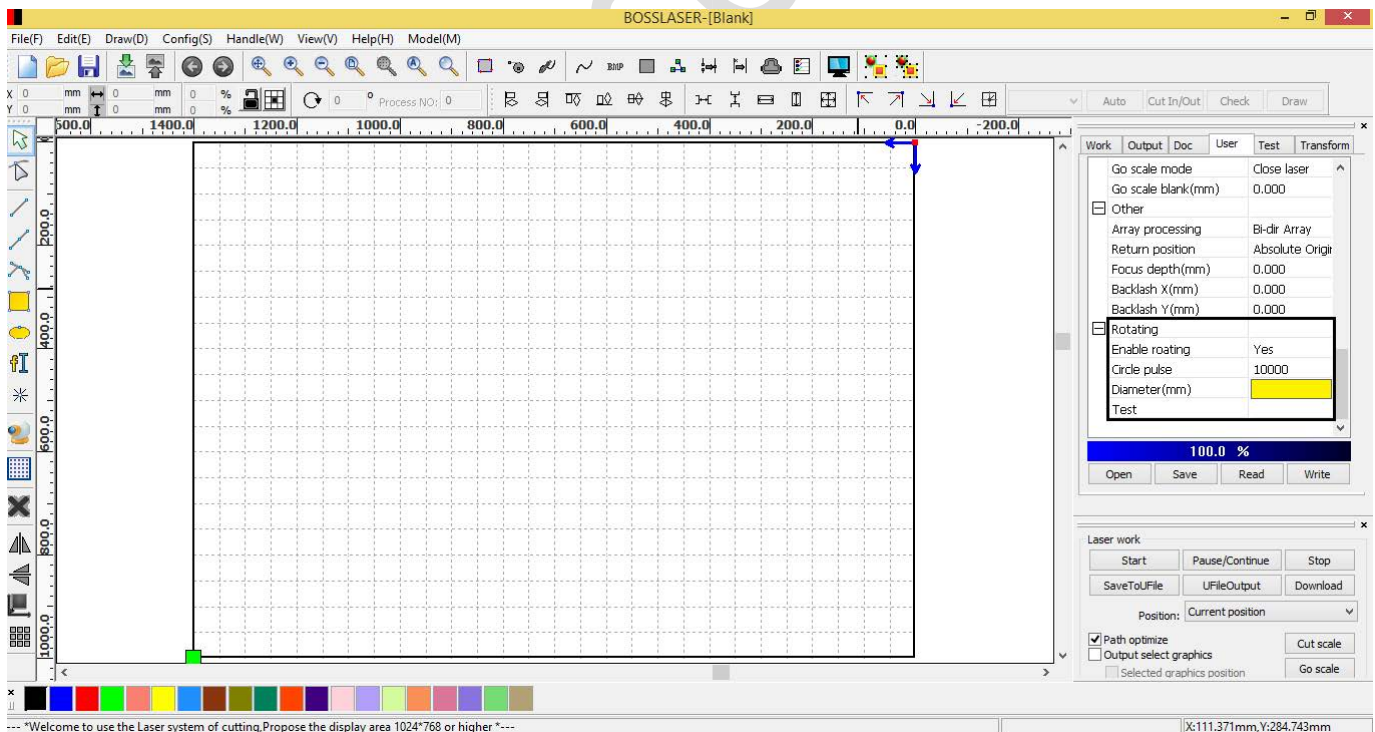 BOSSLASER-[Blank]
File(F) Edit(E) Draw(D) Config(S) Handle(W) View(V) Help(H) Model(M)
BMP
X 0 mm 0 mm 0 %
Y 0 mm 0 mm 0 %
0 ° Process NO: 0
Auto Cut In/Out Check Draw
500.0 1400.0 1200.0 1000.0 800.0 600.0 400.0 200.0 0.0 -200.0
200.0
400.0
600.0
800.0
1000.0
Work Output Doc User Test Transform
Go scale mode Close laser
Go scale blank(mm) 0.000
Other
Array processing Bi-dir Array
Return position Absolute Origir
Focus depth(mm) 0.000
Backlash X(mm) 0.000
Backlash Y(mm) 0.000
Rotating
Enable roating Yes
Circle pulse 10000
Diameter(mm)
Test
100.0 %
Open Save Read Write
Laser work
Start Pause/Continue Stop
SaveToUFile UFileOutput Download
Position: Current position
Path optimize
Output select graphics
Cut scale
Selected graphics position
Go scale
--- *Welcome to use the Laser system of cutting,Propose the display area 1024*768 or higher *---
X:111.371mm,Y:284.743mm